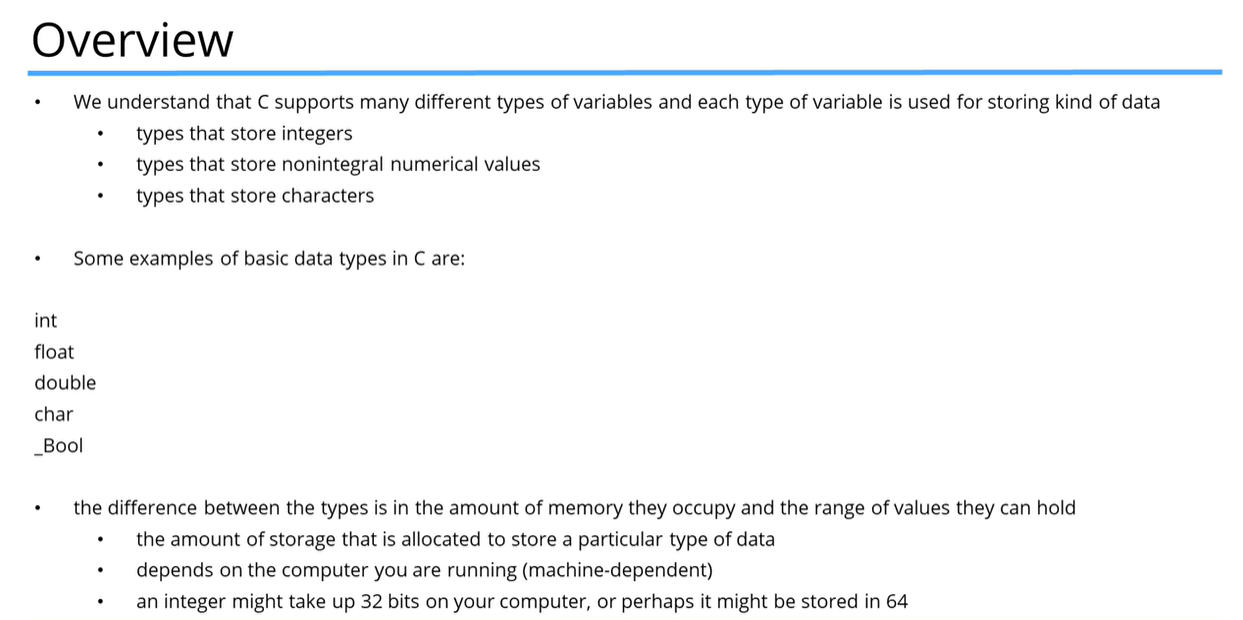 Overview
• We understand that C supports many different types of variables and each type of variable is used for storing kind of data
• types that store integers
• types that store nonintegral numerical values
• types that store characters
• Some examples of basic data types in C are:
int
float
double
char
_Bool
• the difference between the types is in the amount of memory they occupy and the range of values they can hold
• the amount of storage that is allocated to store a particular type of data
• depends on the computer you are running (machine-dependent)
• an integer might take up 32 bits on your computer, or perhaps it might be stored in 64